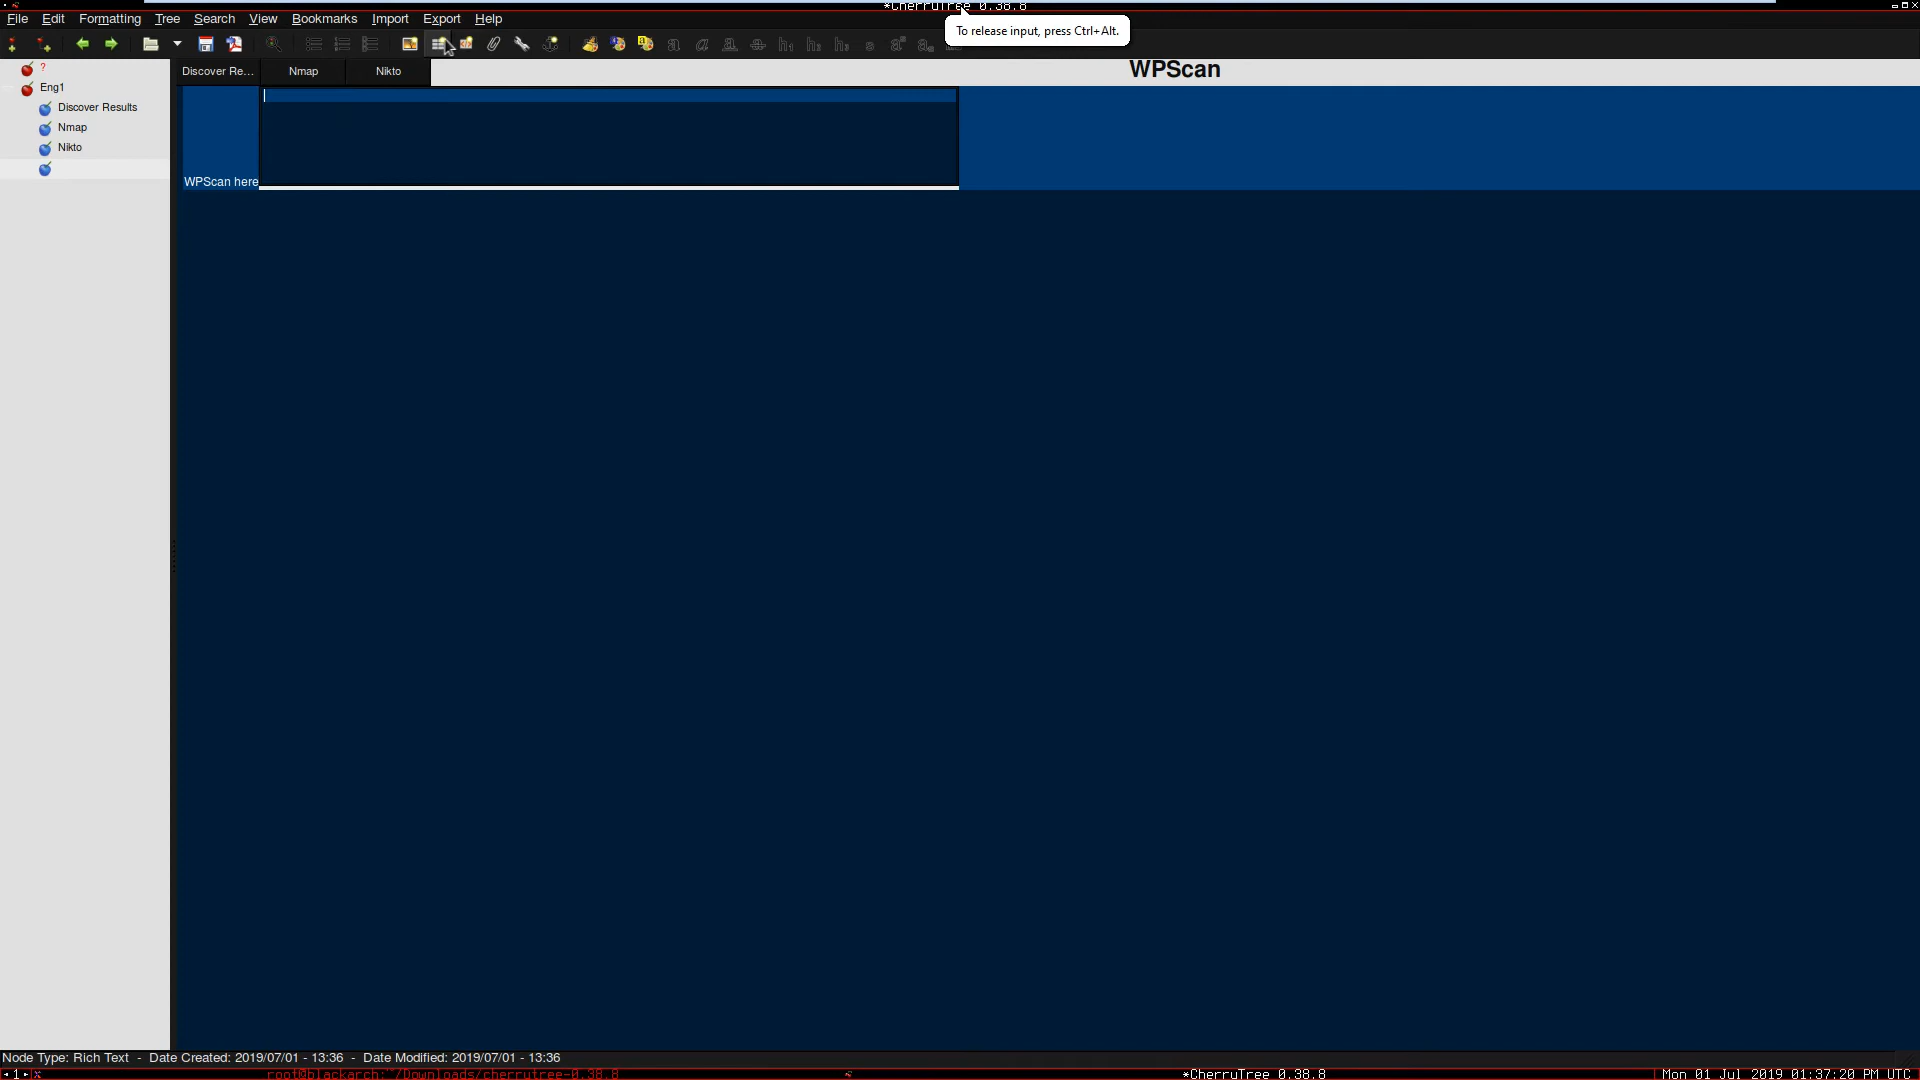 *CherryTree 0.38.8
File Edit Formatting Tree Search View Bookmarks Import Export Help
To release input, press Ctrl+Alt.
?
Eng1
Discover Results
Nmap
Nikto
Discover Re... Nmap Nikto
WPScan
WPScan here
Node Type: Rich Text - Date Created: 2019/07/01 - 13:36 - Date Modified: 2019/07/01 - 13:36
1 root@blackarch:~/Downloads/cherrytree-0.38.8 *CherryTree 0.38.8 Mon 01 Jul 2019 01:37:20 PM UTC